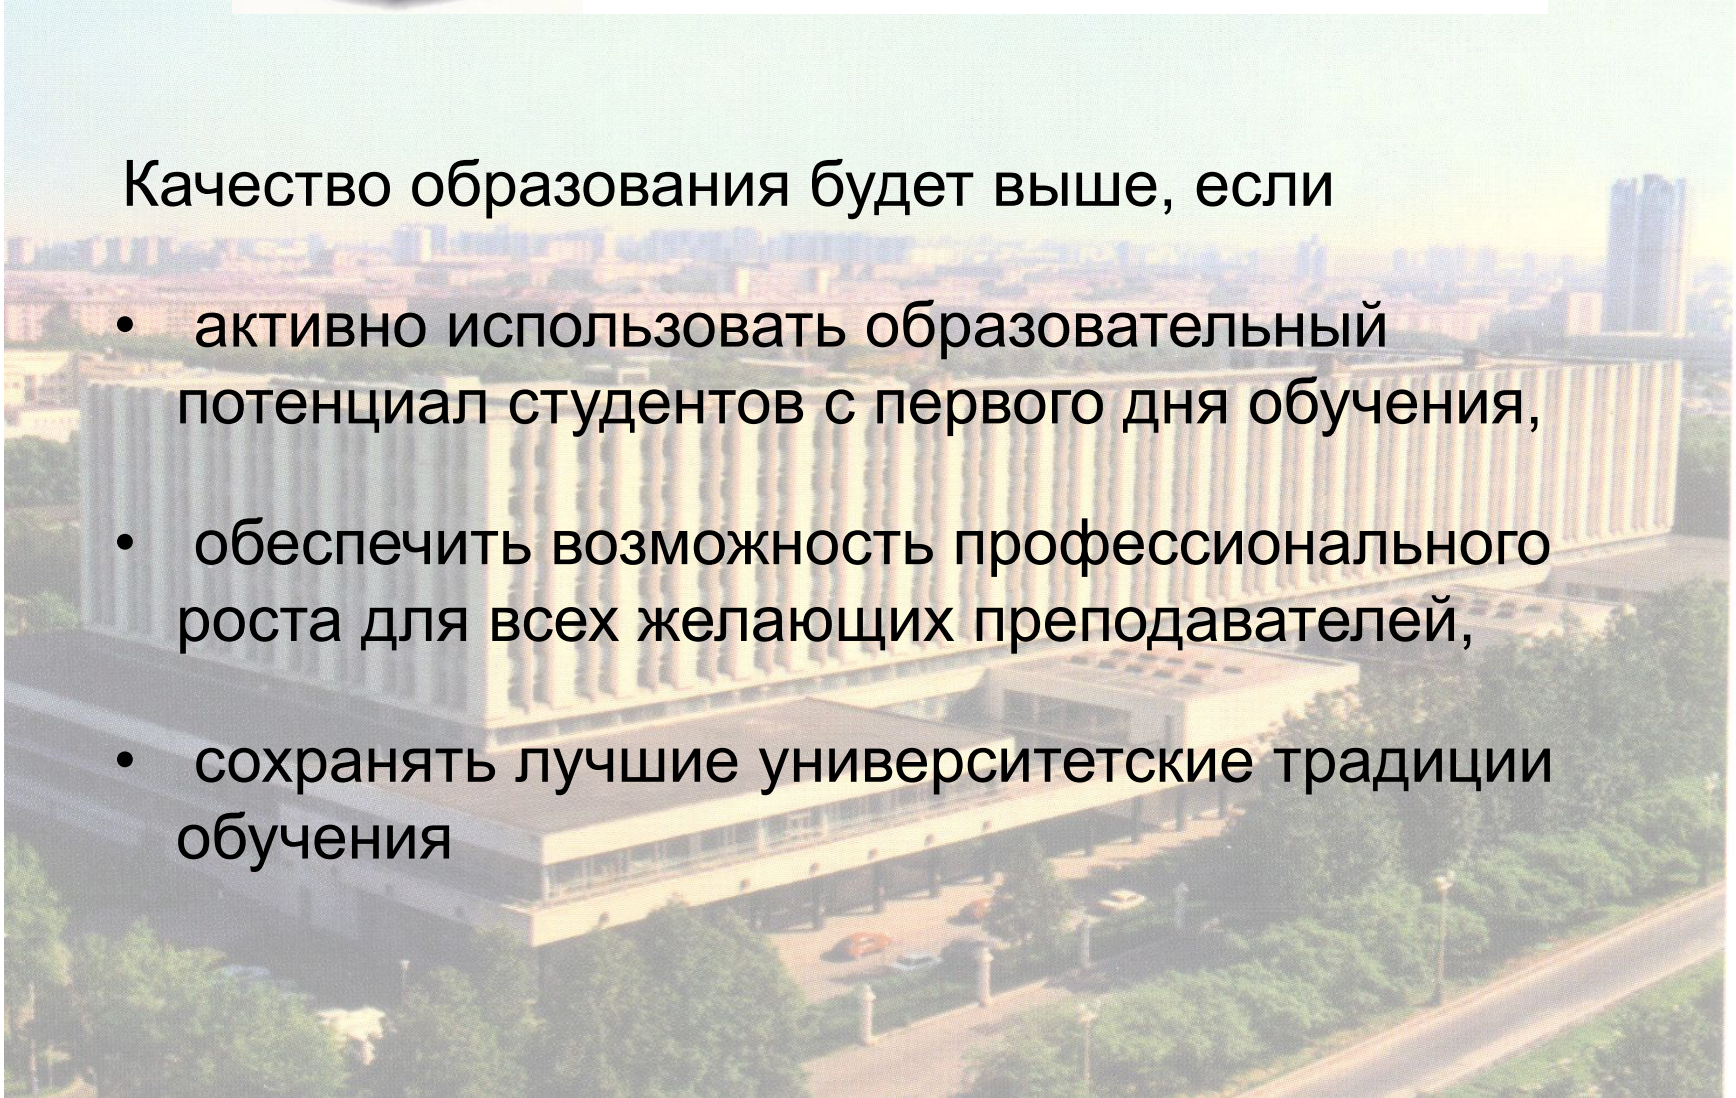 Качество образования будет выше, если
• активно использовать образовательный
потенциал студентов с первого дня обучения,
• обеспечить возможность профессионального
роста для всех желающих преподавателей,
• сохранять лучшие университетские традиции
обучения